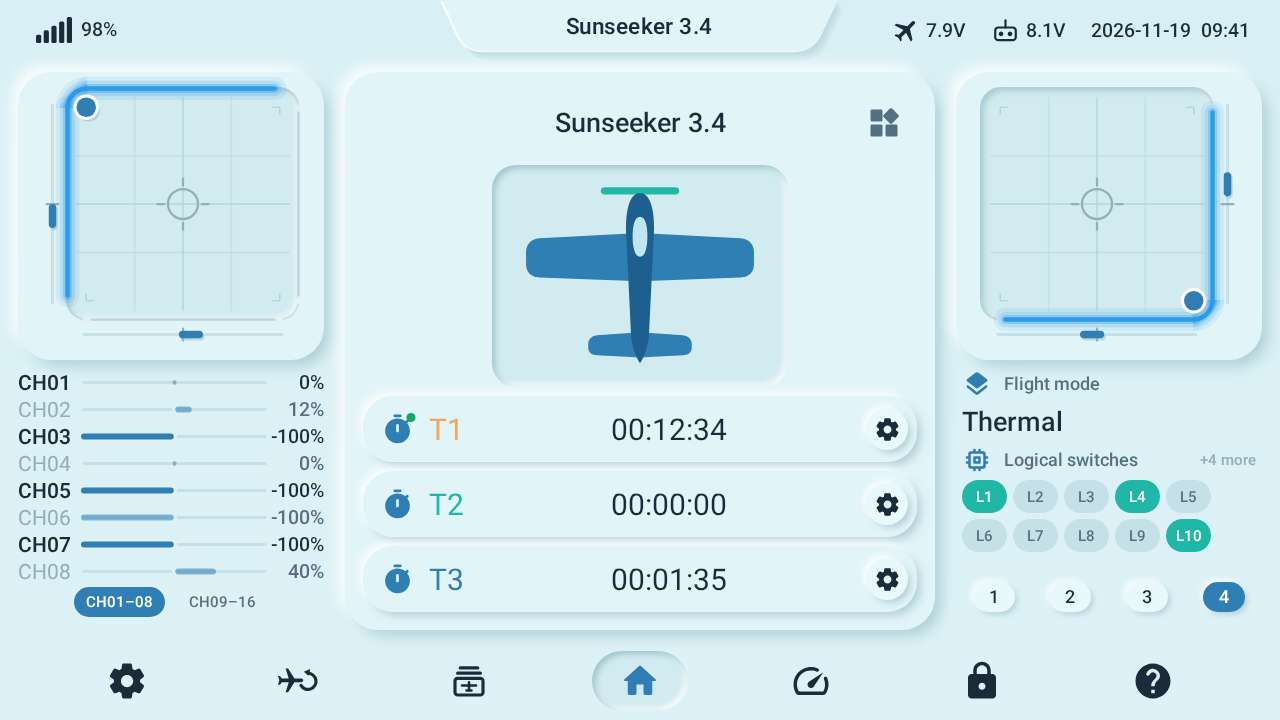 98%
Sunseeker 3.4
7.9V
8.1V
2026-11-19 09:41
Sunseeker 3.4
T1 00:12:34
T2 00:00:00
T3 00:01:35
CH01 0%
CH02 12%
CH03 -100%
CH04 0%
CH05 -100%
CH06 -100%
CH07 -100%
CH08 40%
CH01–08 CH09–16
Flight mode
Thermal
Logical switches +4 more
L1 L2 L3 L4 L5
L6 L7 L8 L9 L10
1 2 3 4